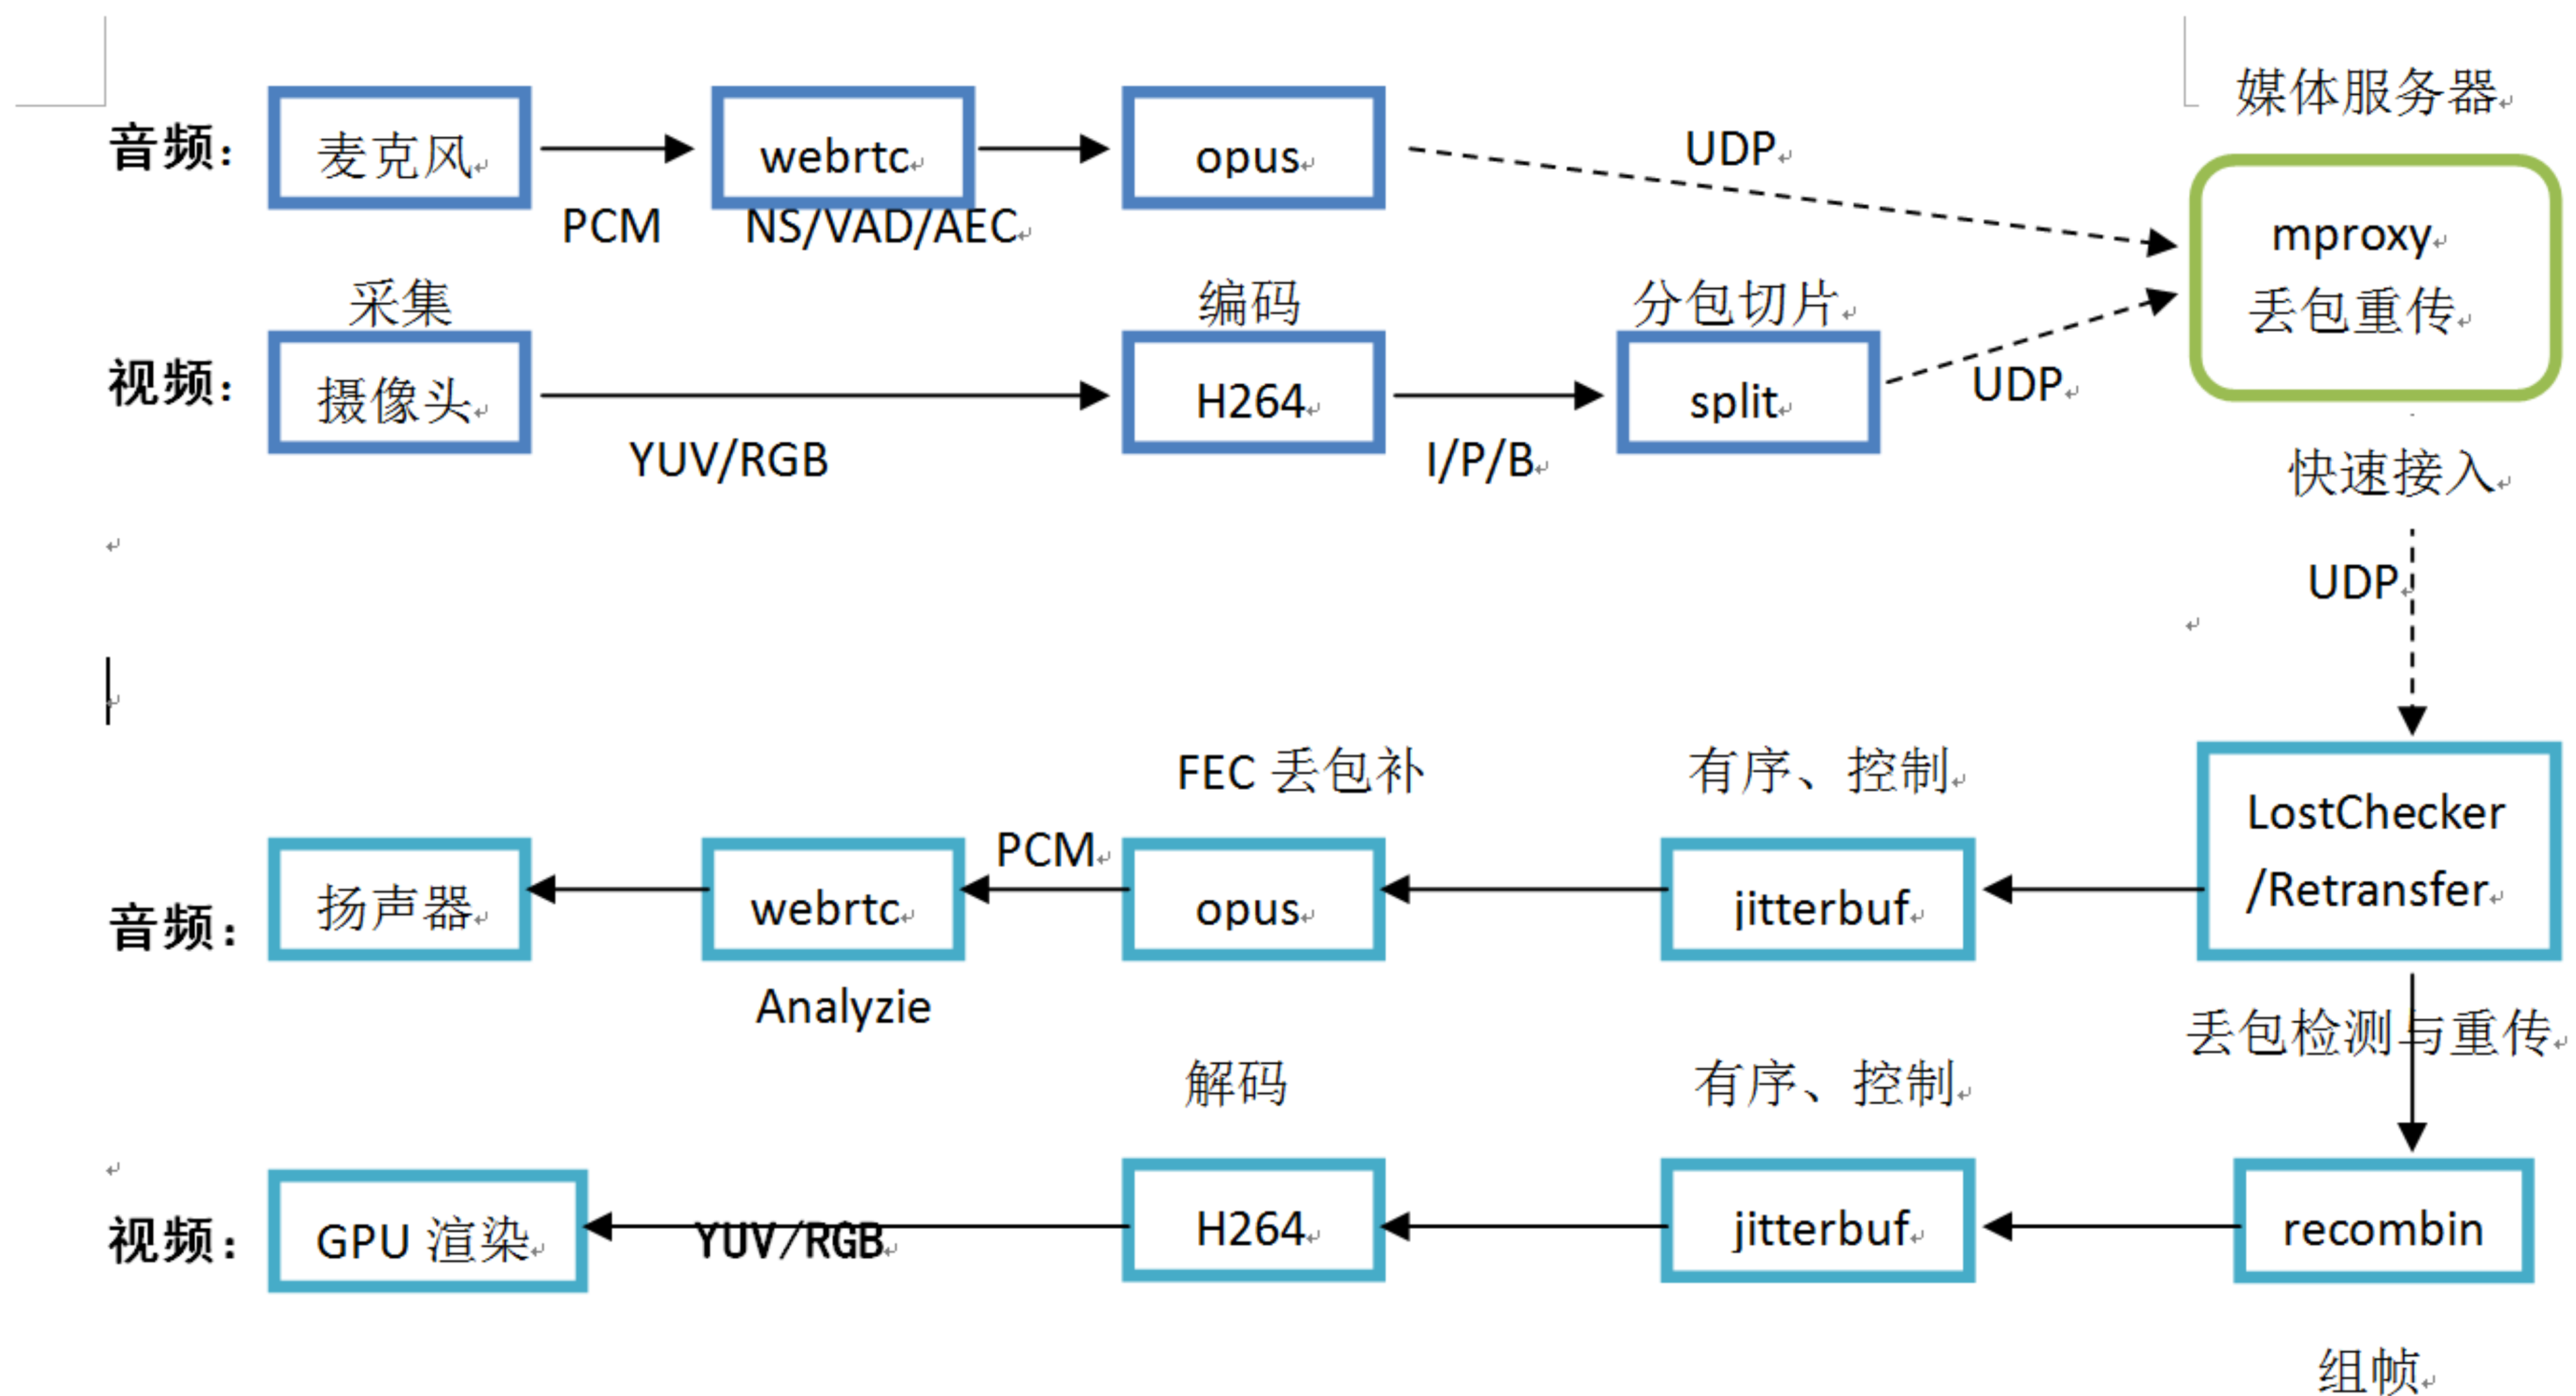 媒体服务器
音频：
麦克风
webrtc
opus
UDP
PCM
NS/VAD/AEC
mproxy
丢包重传
采集
编码
分包切片
视频：
摄像头
H264
split
UDP
YUV/RGB
I/P/B
快速接入
UDP
FEC 丢包补
有序、控制
LostChecker
/Retransfer
PCM
音频：
扬声器
webrtc
opus
jitterbuf
Analyzie
丢包检测与重传
解码
有序、控制
视频：
GPU 渲染
YUV/RGB
H264
jitterbuf
recombin
组帧